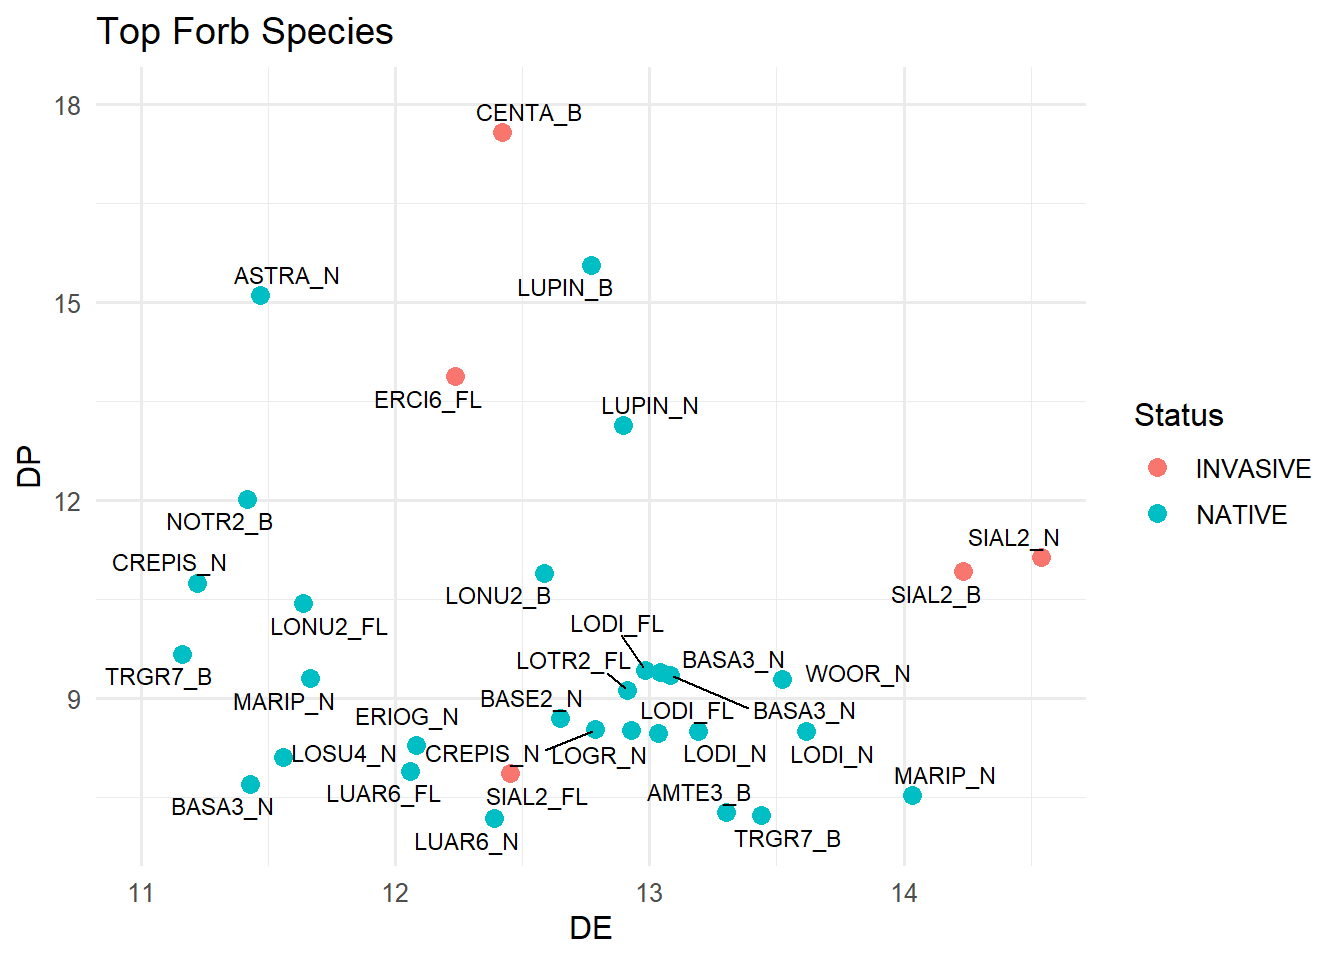 Top Forb Species
18
CENTA_B
ASTRA_N
LUPIN_B
15
ERCI6_FL
LUPIN_N
Status
INVASIVE
NATIVE
DP
12
NOTR2_B
CREPIS_N
SIAL2_N
LONU2_B
SIAL2_B
LONU2_FL
LODI_FL
TRGR7_B
LOTR2_FL
BASA3_N
WOOR_N
9
MARIP_N
BASE2_N
ERIOG_N
LODI_FL
BASA3_N
LOSU4_N
CREPIS_N
LOGR_N
LODI_N
LODI_N
MARIP_N
BASA3_N
LUAR6_FL
SIAL2_FL
AMTE3_B
LUAR6_N
TRGR7_B
11
12
13
14
DE